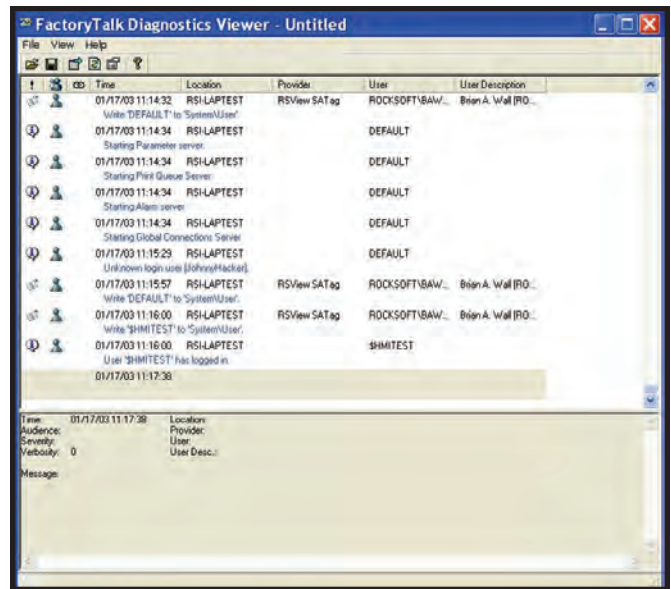 FactoryTalk Diagnostics Viewer - Untitled
File View Help
! Time Location Provider User User Description
01/17/03 11:14:32 RSI-LAPTEST RSView SA Tag ROCKSOFT\BAW... Brian A. Wall [RO...
Write 'DEFAULT' to 'System\User'.
01/17/03 11:14:34 RSI-LAPTEST DEFAULT
Starting Parameter server.
01/17/03 11:14:34 RSI-LAPTEST DEFAULT
Starting Print Queue Server
01/17/03 11:14:34 RSI-LAPTEST DEFAULT
Starting Alarm server
01/17/03 11:14:34 RSI-LAPTEST DEFAULT
Starting Global Connections Server
01/17/03 11:15:29 RSI-LAPTEST DEFAULT
Unknown login user [JohnnyHacker].
01/17/03 11:15:57 RSI-LAPTEST RSView SA Tag ROCKSOFT\BAW... Brian A. Wall [RO...
Write 'DEFAULT' to 'System\User'.
01/17/03 11:16:00 RSI-LAPTEST RSView SA Tag ROCKSOFT\BAW... Brian A. Wall [RO...
Write '$HMITEST' to 'System\User'.
01/17/03 11:16:00 RSI-LAPTEST $HMITEST
User '$HMITEST' has logged in.
01/17/03 11:17:38
Time: 01/17/03 11:17:38 Location:
Audience: Provider:
Severity: User:
Verbosity: 0 User Desc.:
Message: